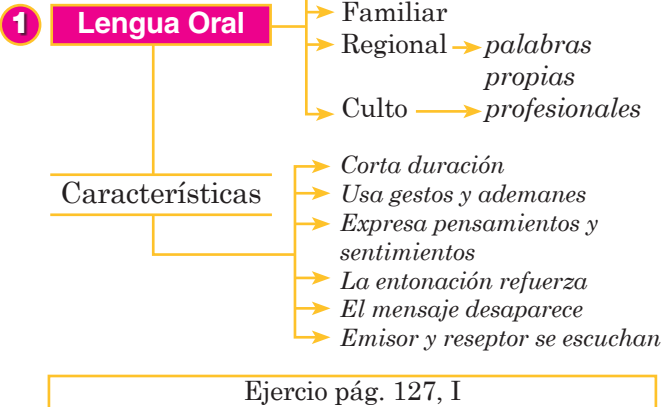 1 Lengua Oral
Familiar
Regional palabras
propias
Culto profesionales
Características
Corta duración
Usa gestos y ademanes
Expresa pensamientos y
sentimientos
La entonación refuerza
El mensaje desaparece
Emisor y reseptor se escuchan
Ejercio pág. 127, I